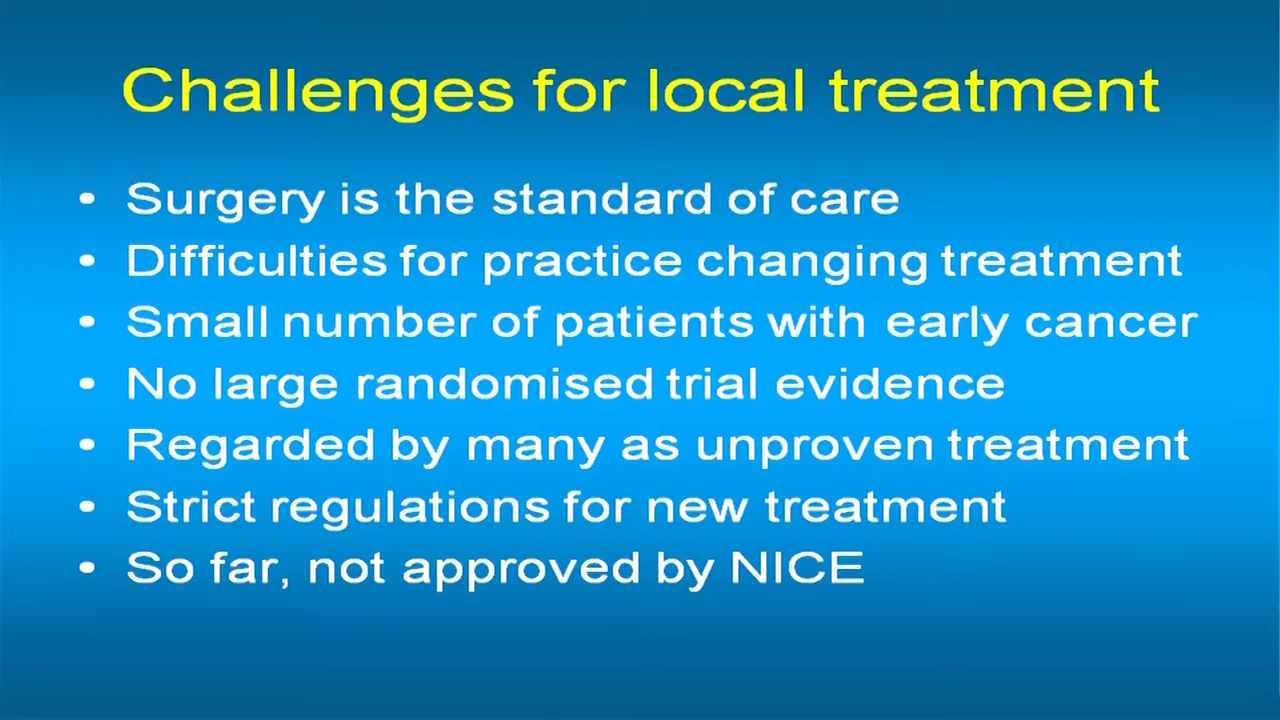 Challenges for local treatment
• Surgery is the standard of care
• Difficulties for practice changing treatment
• Small number of patients with early cancer
• No large randomised trial evidence
• Regarded by many as unproven treatment
• Strict regulations for new treatment
• So far, not approved by NICE